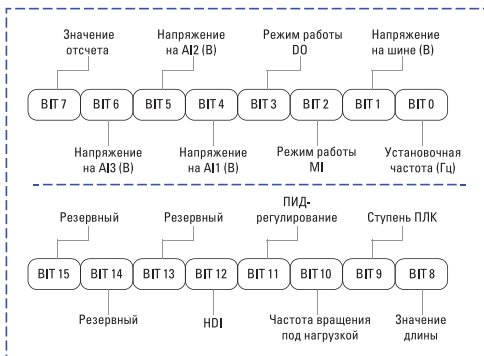 Значение отсчета
Напряжение на AI2 (В)
Режим работы DO
Напряжение на шине (В)
BIT 7 BIT 6 BIT 5 BIT 4 BIT 3 BIT 2 BIT 1 BIT 0
Напряжение на AI3 (В)
Напряжение на AI1 (В)
Режим работы MI
Установочная частота (Гц)
Резервный
Резервный
ПИД-регулирование
Ступень ПЛК
BIT 15 BIT 14 BIT 13 BIT 12 BIT 11 BIT 10 BIT 9 BIT 8
Резервный
HDI
Частота вращения под нагрузкой
Значение длины